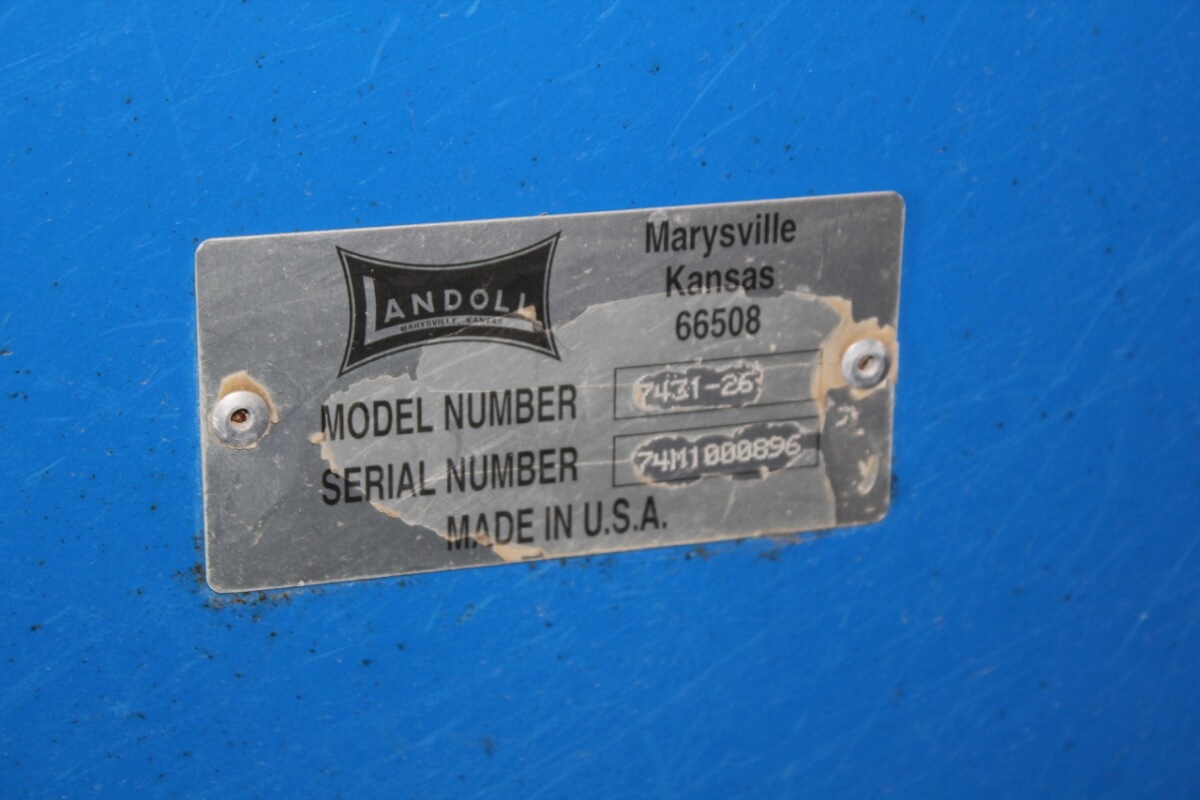 LANDOLL
MARYSVILLE, KANSAS
Marysville
Kansas
66508
MODEL NUMBER 7431-26
SERIAL NUMBER 74M1000896
MADE IN U.S.A.